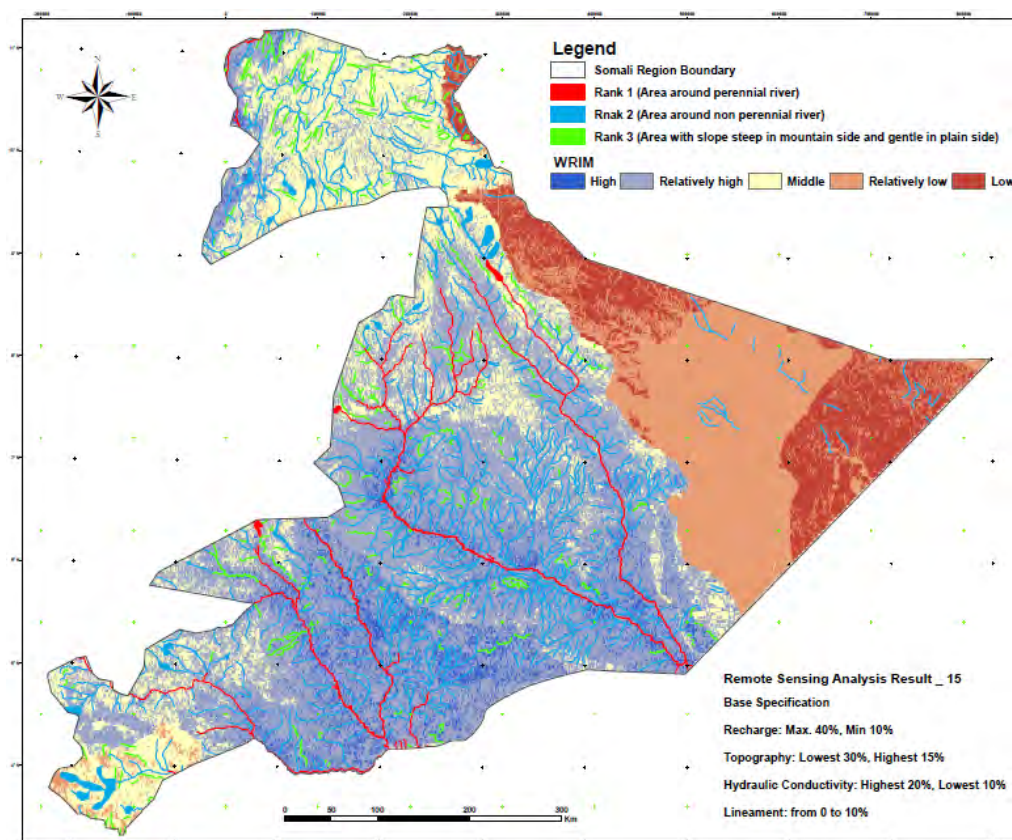 N
W
E
S
Legend
Somali Region Boundary
Rank 1 (Area around perennial river)
Rnak 2 (Area around non perennial river)
Rank 3 (Area with slope steep in mountain side and gentle in plain side)
WRIM
High Relatively high Middle Relatively low Low
Remote Sensing Analysis Result _ 15
Base Specification
Recharge: Max. 40%, Min 10%
Topography: Lowest 30%, Highest 15%
Hydraulic Conductivity: Highest 20%, Lowest 10%
Lineament: from 0 to 10%
0 50 100 200 300
Km